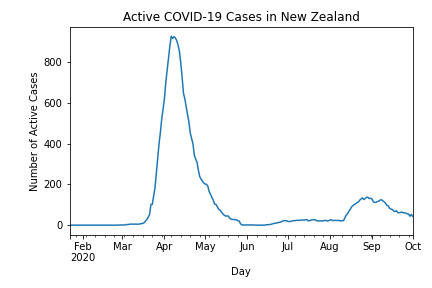 Active COVID-19 Cases in New Zealand
Number of Active Cases
800
600
400
200
0
Feb Mar Apr May Jun Jul Aug Sep Oct
2020
Day